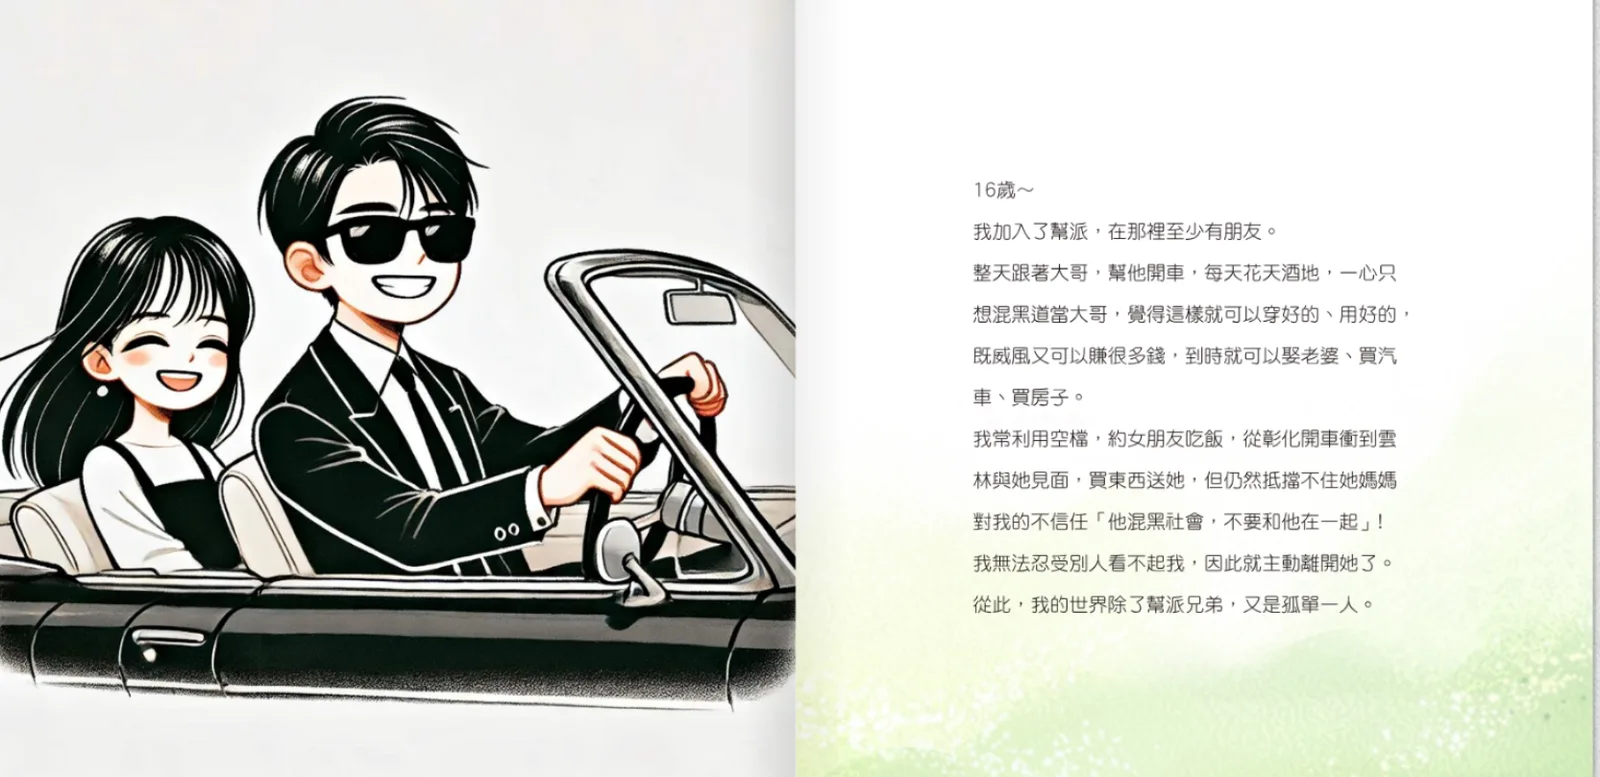 16歲～
我加入了幫派，在那裡至少有朋友。
整天跟著大哥，幫他開車，每天花天酒地，一心只
想混黑道當大哥，覺得這樣就可以穿好的、用好的，
既威風又可以賺很多錢，到時就可以娶老婆、買汽
車、買房子。
我常利用空檔，約女朋友吃飯，從彰化開車衝到雲
林與她見面，買東西送她，但仍然抵擋不住她媽媽
對我的不信任「他混黑社會，不要和他在一起」！
我無法忍受別人看不起我，因此就主動離開她了。
從此，我的世界除了幫派兄弟，又是孤單一人。